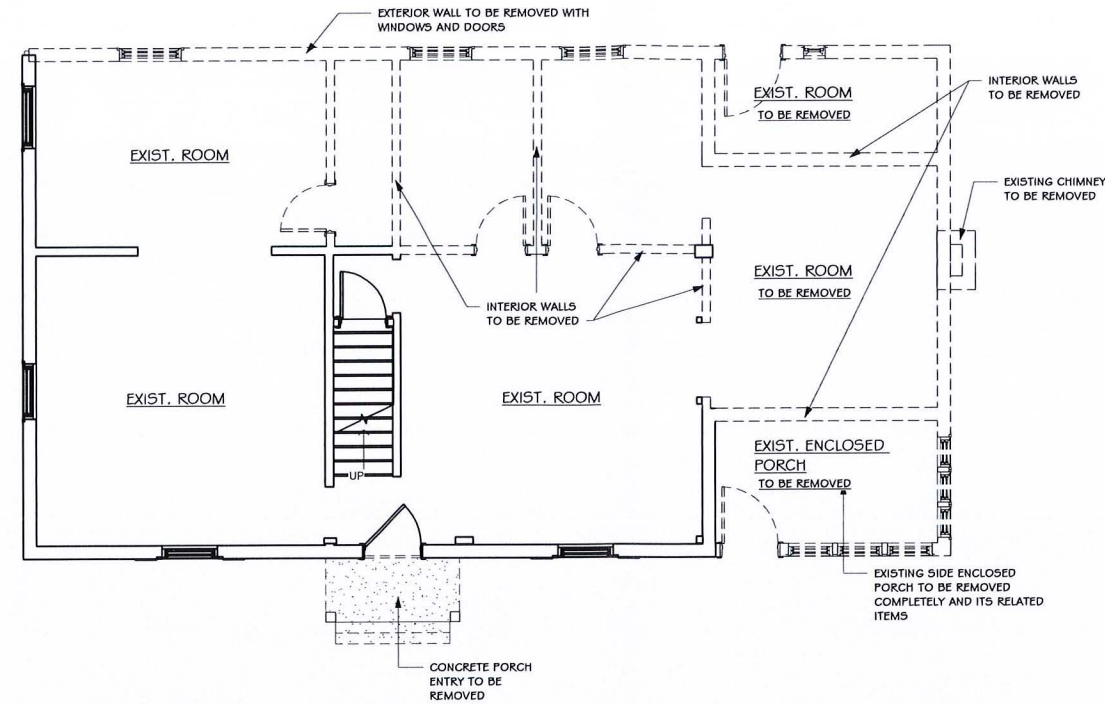 EXTERIOR WALL TO BE REMOVED WITH
WINDOWS AND DOORS
EXIST. ROOM
TO BE REMOVED
INTERIOR WALLS
TO BE REMOVED
EXIST. ROOM
EXISTING CHIMNEY
TO BE REMOVED
EXIST. ROOM
TO BE REMOVED
INTERIOR WALLS
TO BE REMOVED
EXIST. ROOM
EXIST. ROOM
EXIST. ENCLOSED
PORCH
TO BE REMOVED
UP
EXISTING SIDE ENCLOSED
PORCH TO BE REMOVED
COMPLETELY AND ITS RELATED
ITEMS
CONCRETE PORCH
ENTRY TO BE
REMOVED